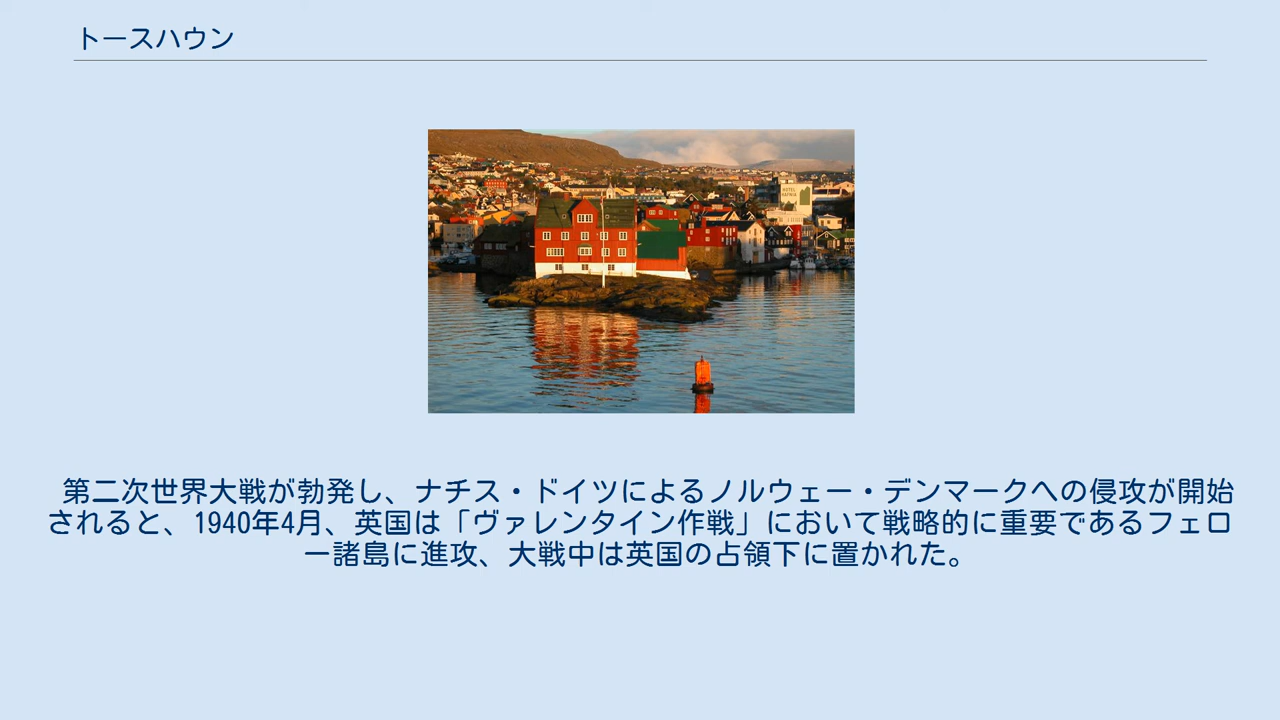 トースハウン
HOTEL
HAFNIA
第二次世界大戦が勃発し、ナチス・ドイツによるノルウェー・デンマークへの侵攻が開始
されると、1940年4月、英国は「ヴァレンタイン作戦」において戦略的に重要であるフェロ
ー諸島に進攻、大戦中は英国の占領下に置かれた。